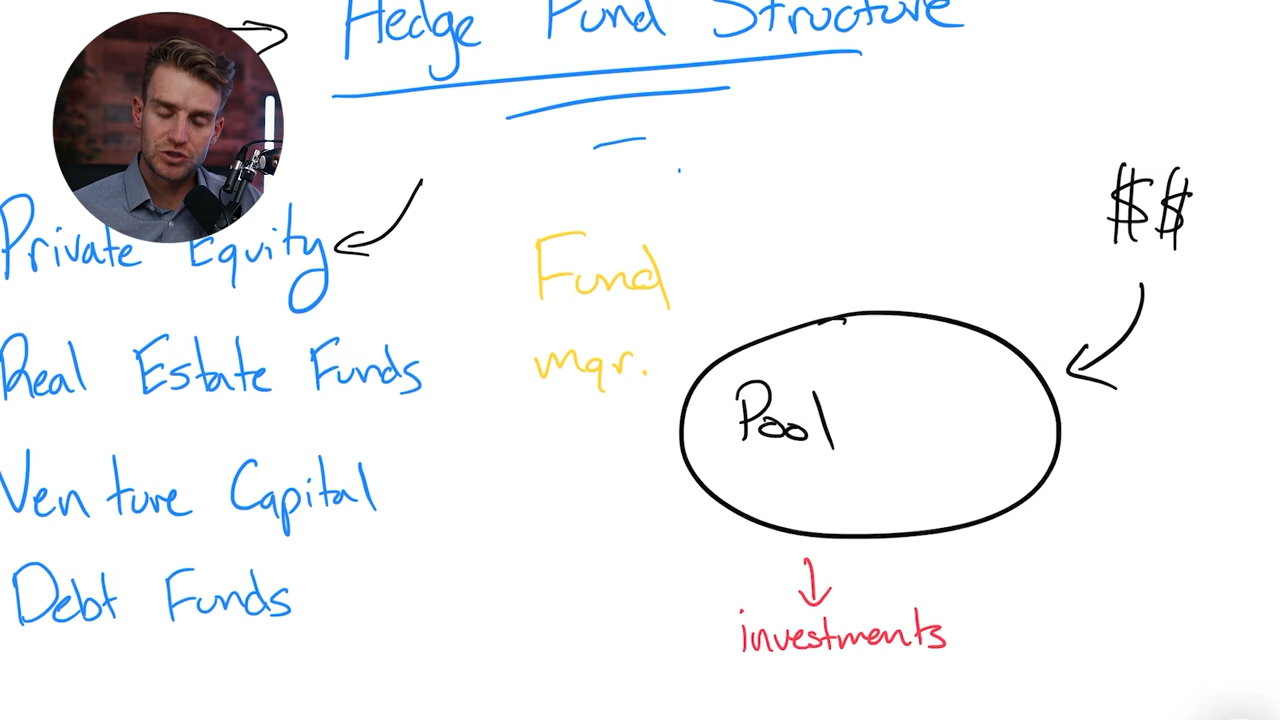 Hedge Fund Structure
$$
Private Equity
Fund
mgr.
Real Estate Funds
Pool
Venture Capital
Debt Funds
investments